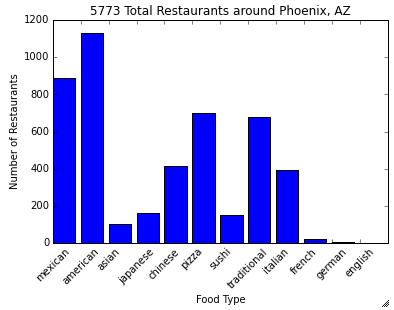 5773 Total Restaurants around Phoenix, AZ
Number of Restaurants
1200
1000
800
600
400
200
0
mexican
american
asian
japanese
chinese
pizza
sushi
traditional
italian
french
german
english
Food Type